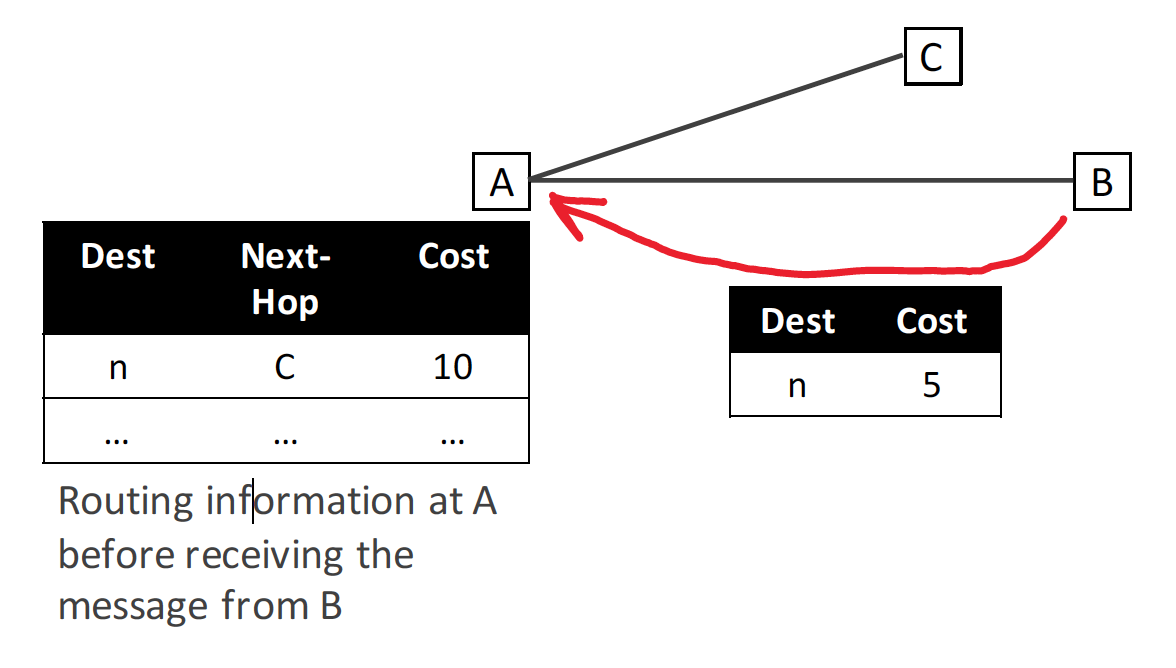 C
A
B
Dest Next-Hop Cost
n C 10
... ... ...
Dest Cost
n 5
Routing information at A
before receiving the
message from B